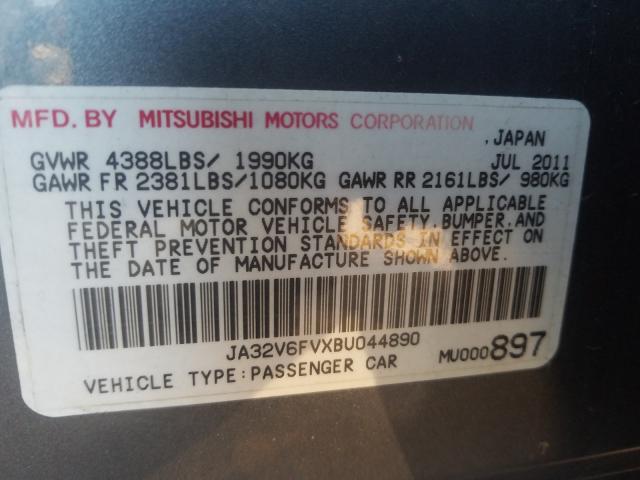 MFD. BY MITSUBISHI MOTORS CORPORATION
, JAPAN
GVWR 4388LBS/ 1990KG JUL 2011
GAWR FR 2381LBS/1080KG GAWR RR 2161LBS/ 980KG
THIS VEHICLE CONFORMS TO ALL APPLICABLE
FEDERAL MOTOR VEHICLE SAFETY,BUMPER,AND
THEFT PREVENTION STANDARDS IN EFFECT ON
THE DATE OF MANUFACTURE SHOWN ABOVE.
JA32V6FVXBU044890
VEHICLE TYPE:PASSENGER CAR MU000897